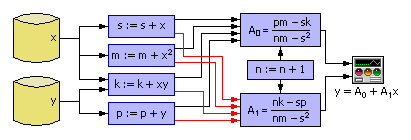 x
y
s := s + x
m := m + x²
k := k + xy
p := p + y
A₀ = (pm − sk) / (nm − s²)
n := n + 1
A₁ = (nk − sp) / (nm − s²)
y = A₀ + A₁x